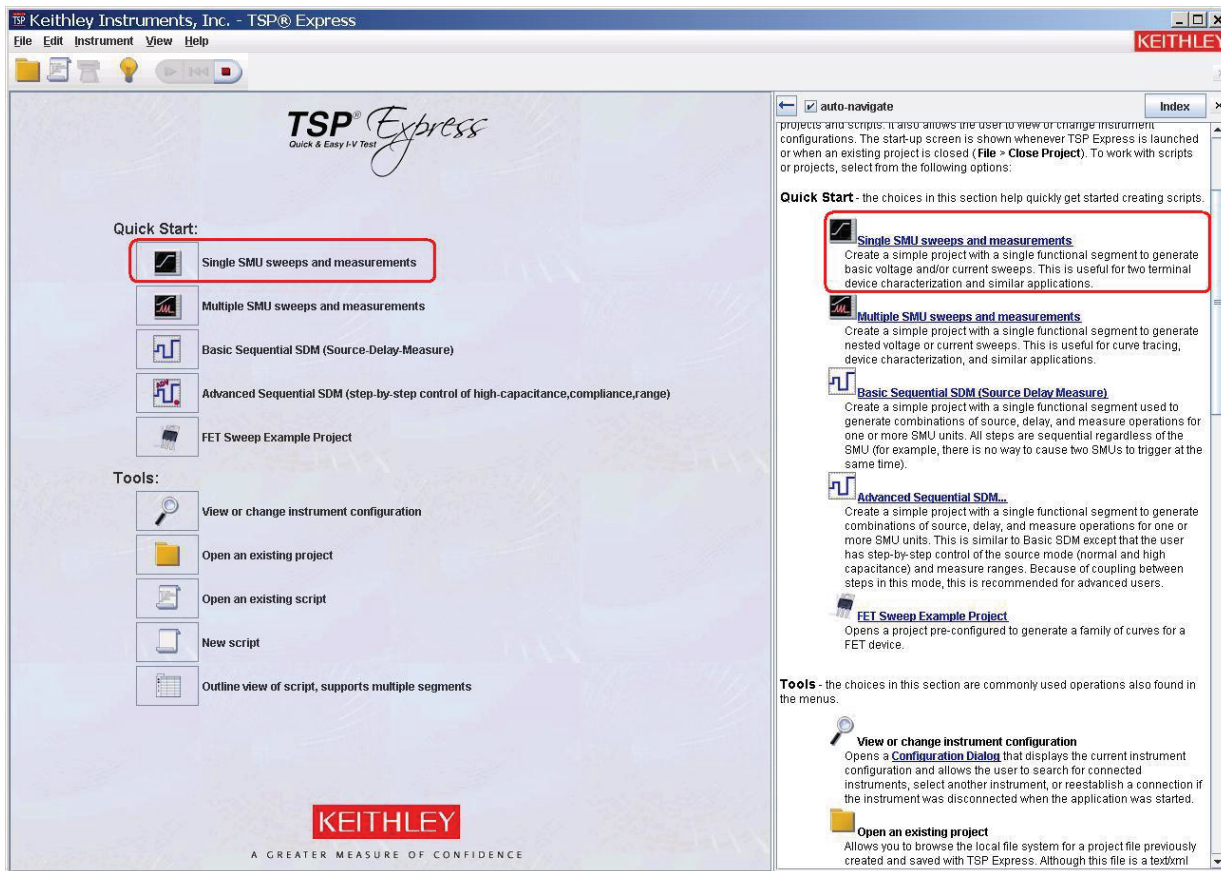 TSP Keithley Instruments, Inc. - TSP® Express
File Edit Instrument View Help
KEITHLEY
TSP® Express
Quick & Easy I-V Test
Quick Start:
Single SMU sweeps and measurements
Multiple SMU sweeps and measurements
Basic Sequential SDM (Source-Delay-Measure)
Advanced Sequential SDM (step-by-step control of high-capacitance,compliance,range)
FET Sweep Example Project
Tools:
View or change instrument configuration
Open an existing project
Open an existing script
New script
Outline view of script, supports multiple segments
KEITHLEY
A GREATER MEASURE OF CONFIDENCE
auto-navigate
Index
projects and scripts. It also allows the user to view or change instrument
configurations. The start-up screen is shown whenever TSP Express is launched
or when an existing project is closed (File > Close Project). To work with scripts
or projects, select from the following options:
Quick Start - the choices in this section help quickly get started creating scripts.
Single SMU sweeps and measurements
Create a simple project with a single functional segment to generate
basic voltage and/or current sweeps. This is useful for two terminal
device characterization and similar applications.
Multiple SMU sweeps and measurements
Create a simple project with a single functional segment to generate
nested voltage or current sweeps. This is useful for curve tracing,
device characterization, and similar applications.
Basic Sequential SDM (Source Delay Measure)
Create a simple project with a single functional segment used to
generate combinations of source, delay, and measure operations for
one or more SMU units. All steps are sequential regardless of the
SMU (for example, there is no way to cause two SMUs to trigger at the
same time).
Advanced Sequential SDM...
Create a simple project with a single functional segment to generate
combinations of source, delay, and measure operations for one or
more SMU units. This is similar to Basic SDM except that the user
has step-by-step control of the source mode (normal and high
capacitance) and measure ranges. Because of coupling between
steps in this mode, this is recommended for advanced users.
FET Sweep Example Project
Opens a project pre-configured to generate a family of curves for a
FET device.
Tools - the choices in this section are commonly used operations also found in
the menus.
View or change instrument configuration
Opens a Configuration Dialog that displays the current instrument
configuration and allows the user to search for connected
instruments, select another instrument, or reestablish a connection if
the instrument was disconnected when the application was started.
Open an existing project
Allows you to browse the local file system for a project file previously
created and saved with TSP Express. Although this file is a text/xml